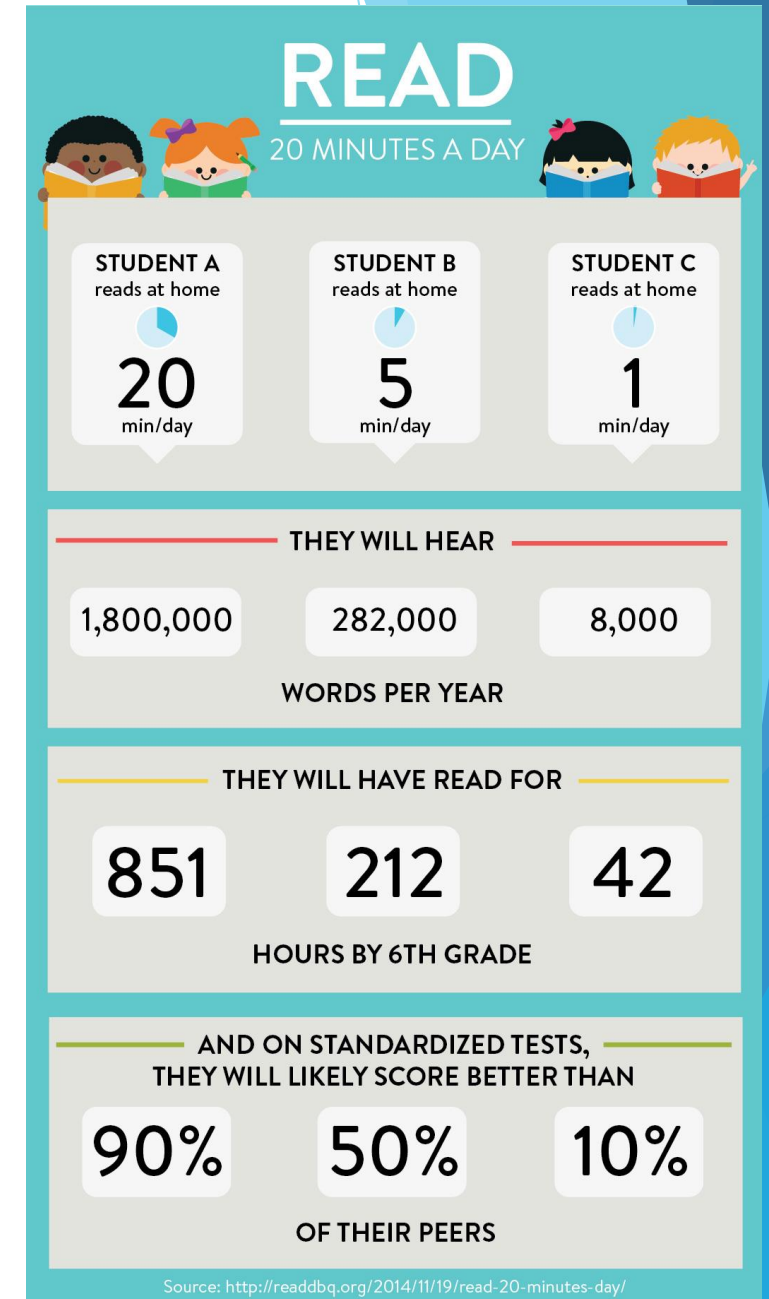 READ
20 MINUTES A DAY
STUDENT A
reads at home
20
min/day
STUDENT B
reads at home
5
min/day
STUDENT C
reads at home
1
min/day
THEY WILL HEAR
1,800,000 282,000 8,000
WORDS PER YEAR
THEY WILL HAVE READ FOR
851 212 42
HOURS BY 6TH GRADE
AND ON STANDARDIZED TESTS,
THEY WILL LIKELY SCORE BETTER THAN
90% 50% 10%
OF THEIR PEERS
Source: http://readdbq.org/2014/11/19/read-20-minutes-day/